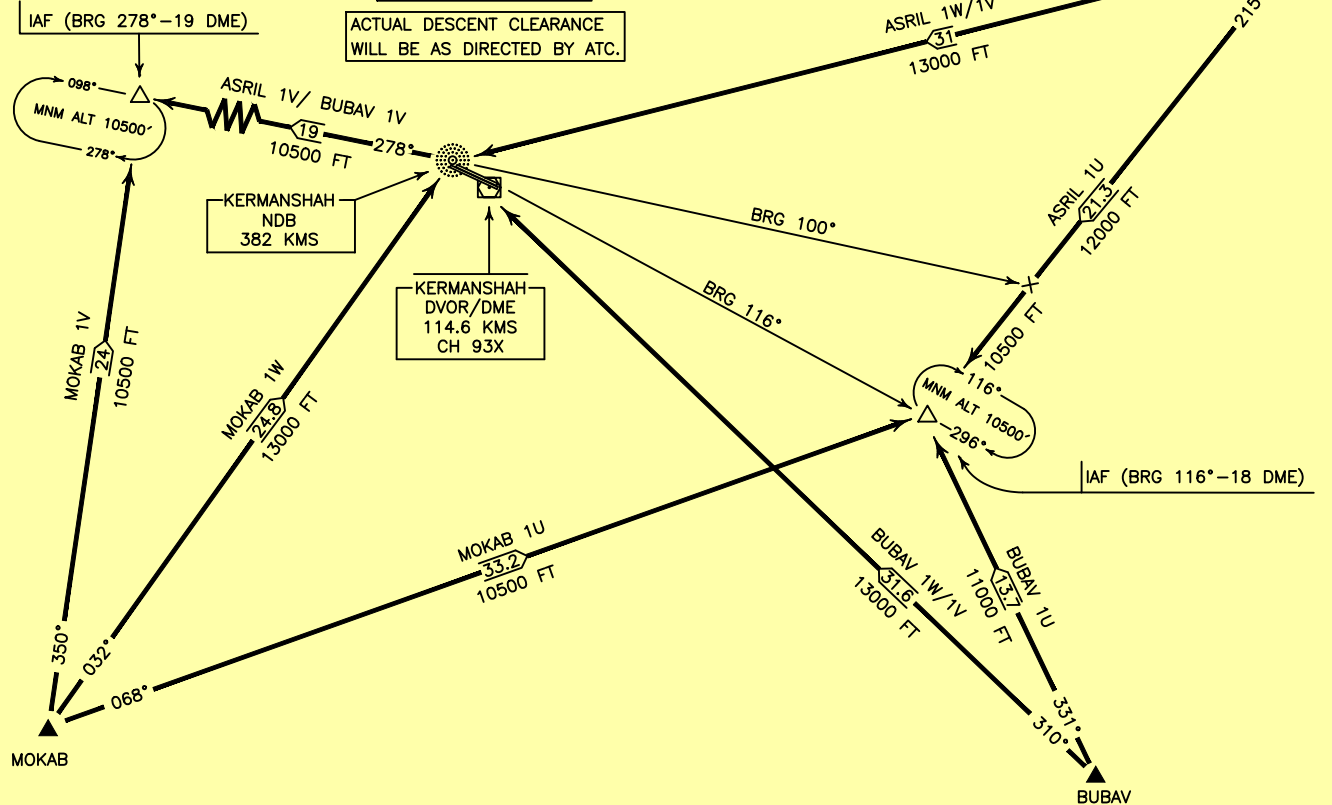 IAF (BRG 278°–19 DME)
ACTUAL DESCENT CLEARANCE
WILL BE AS DIRECTED BY ATC.
ASRIL 1W/1V
31
13000 FT
215
098°
MNM ALT 10500′
278°
ASRIL 1V/ BUBAV 1V
19
10500 FT
278°
KERMANSHAH
NDB
382 KMS
KERMANSHAH
DVOR/DME
114.6 KMS
CH 93X
BRG 100°
BRG 116°
ASRIL 1U
21.3
12000 FT
10500 FT
116°
MNM ALT 10500′
296°
IAF (BRG 116°–18 DME)
MOKAB 1V
24
10500 FT
MOKAB 1W
24.8
13000 FT
MOKAB 1U
33.2
10500 FT
BUBAV 1W/1V
31.6
13000 FT
BUBAV 1U
13.7
11000 FT
350°
032°
068°
331°
310°
MOKAB
BUBAV